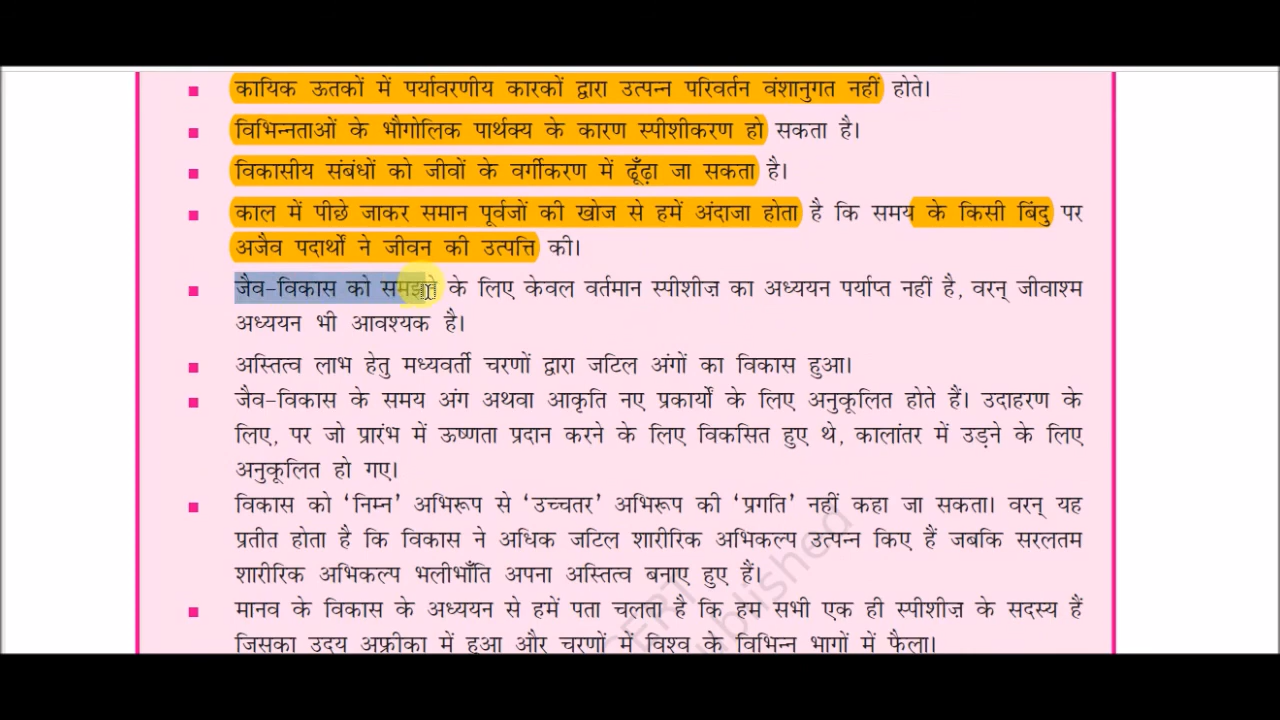 कायिक ऊतकों में पर्यावरणीय कारकों द्वारा उत्पन्न परिवर्तन वंशानुगत नहीं होते।
विभिन्नताओं के भौगोलिक पार्थक्य के कारण स्पीशीकरण हो सकता है।
विकासीय संबंधों को जीवों के वर्गीकरण में ढूँढ़ा जा सकता है।
काल में पीछे जाकर समान पूर्वजों की खोज से हमें अंदाजा होता है कि समय के किसी बिंदु पर
अजैव पदार्थों ने जीवन की उत्पत्ति की।
जैव-विकास को समझने के लिए केवल वर्तमान स्पीशीज़ का अध्ययन पर्याप्त नहीं है, वरन् जीवाश्म
अध्ययन भी आवश्यक है।
अस्तित्व लाभ हेतु मध्यवर्ती चरणों द्वारा जटिल अंगों का विकास हुआ।
जैव-विकास के समय अंग अथवा आकृति नए प्रकार्यों के लिए अनुकूलित होते हैं। उदाहरण के
लिए, पर जो प्रारंभ में ऊष्णता प्रदान करने के लिए विकसित हुए थे, कालांतर में उड़ने के लिए
अनुकूलित हो गए।
विकास को ‘निम्न’ अभिरूप से ‘उच्चतर’ अभिरूप की ‘प्रगति’ नहीं कहा जा सकता। वरन् यह
प्रतीत होता है कि विकास ने अधिक जटिल शारीरिक अभिकल्प उत्पन्न किए हैं जबकि सरलतम
शारीरिक अभिकल्प भलीभाँति अपना अस्तित्व बनाए हुए हैं।
मानव के विकास के अध्ययन से हमें पता चलता है कि हम सभी एक ही स्पीशीज़ के सदस्य हैं
जिसका उदय अफ्रीका में हुआ और चरणों में विश्व के विभिन्न भागों में फैला।